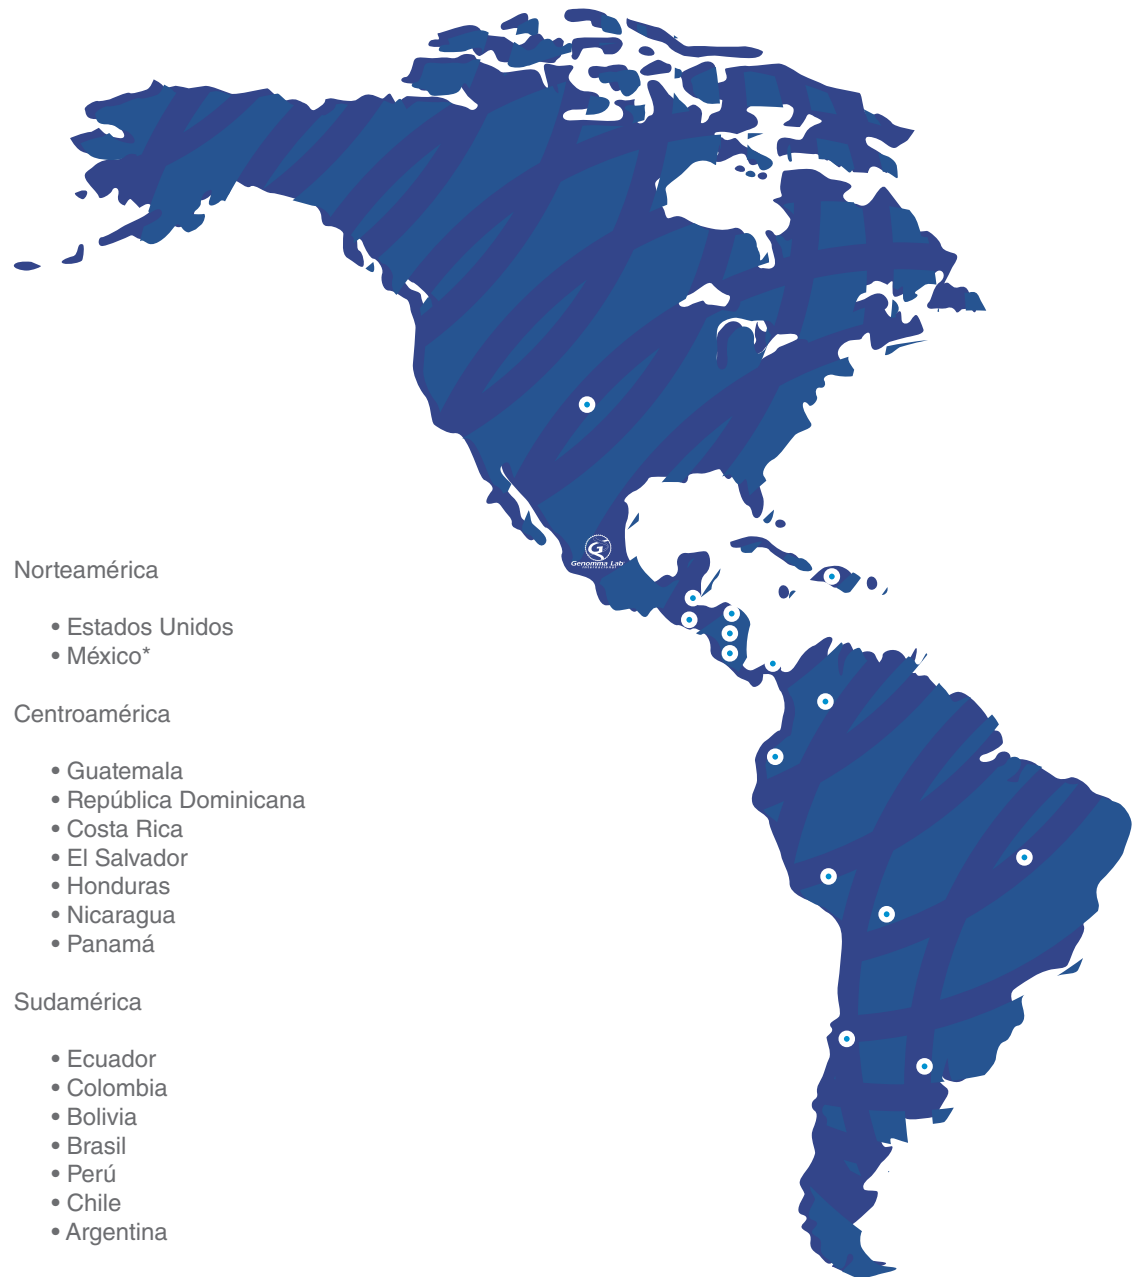 Genomma Lab
INTERNATIONAL
Norteamérica
• Estados Unidos
• México*
Centroamérica
• Guatemala
• República Dominicana
• Costa Rica
• El Salvador
• Honduras
• Nicaragua
• Panamá
Sudamérica
• Ecuador
• Colombia
• Bolivia
• Brasil
• Perú
• Chile
• Argentina